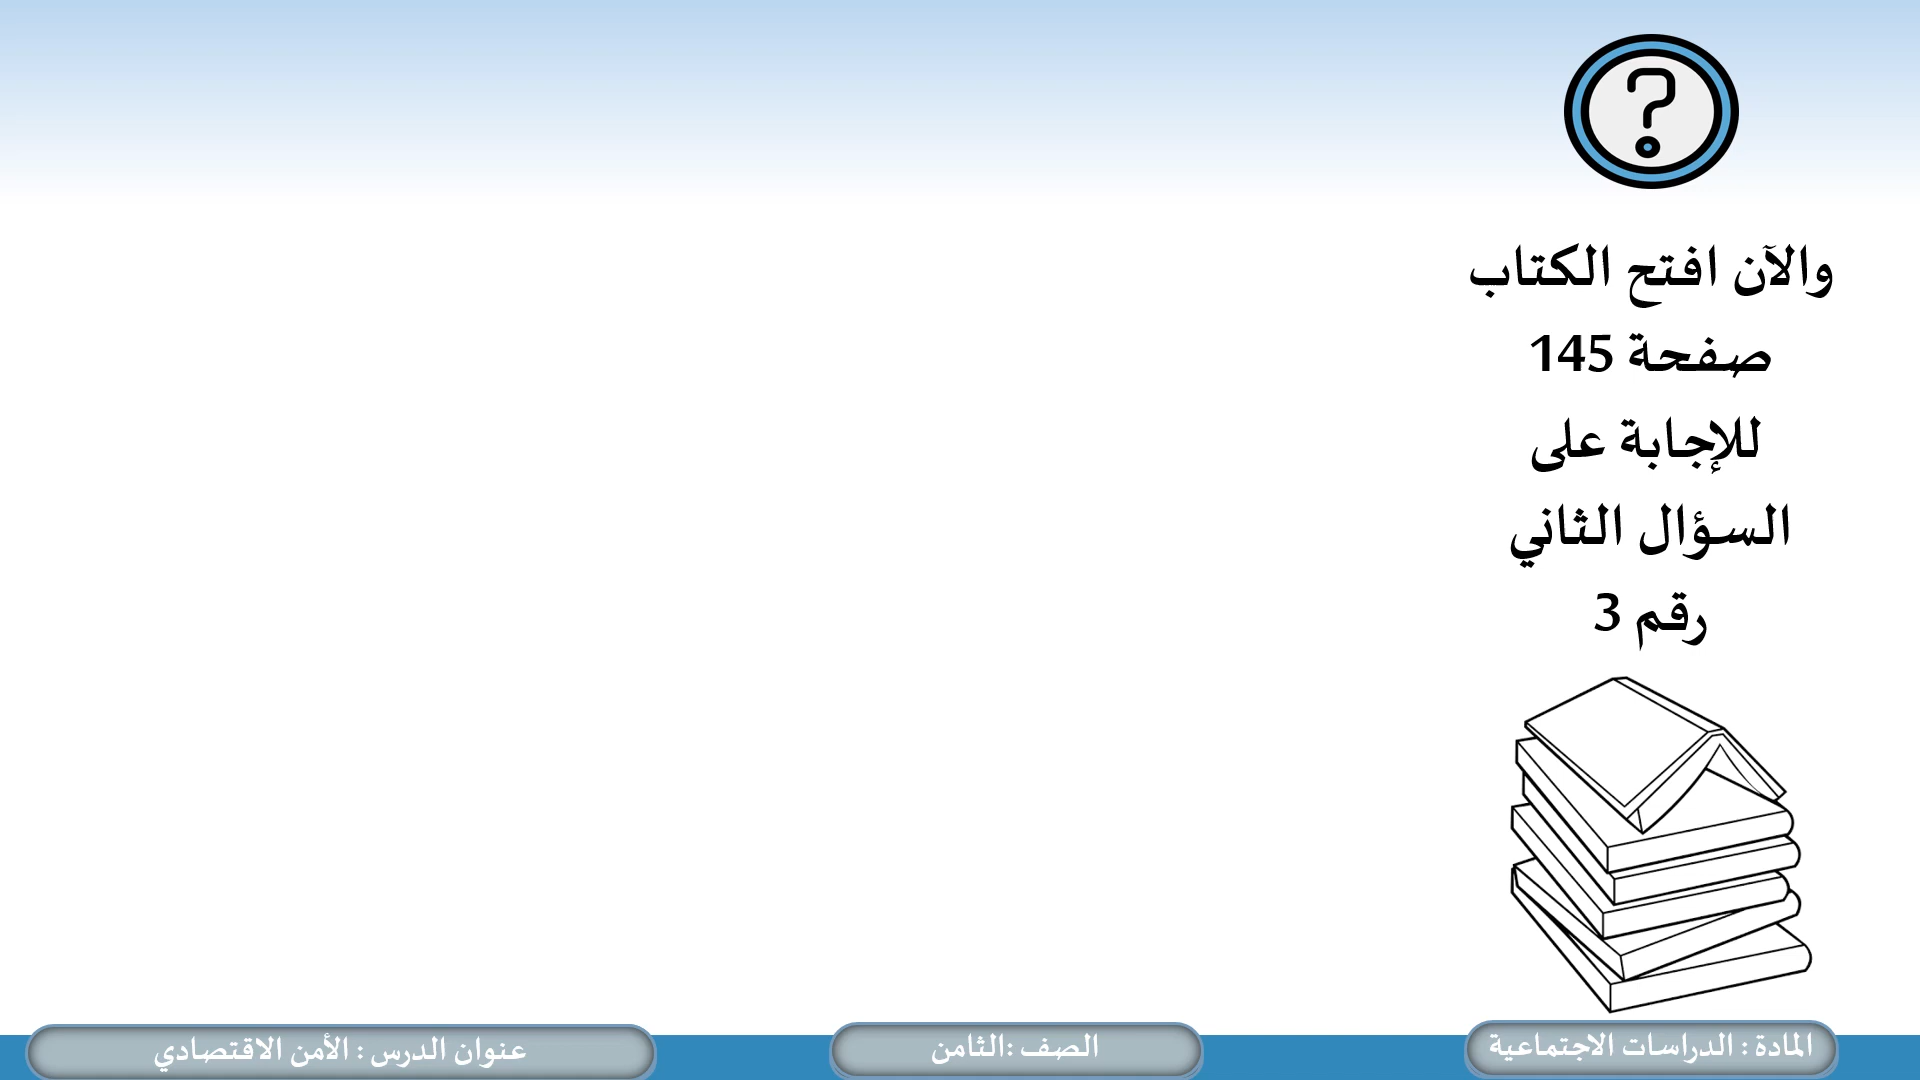 والآن افتح الكتاب
صفحة 145
للإجابة على
السؤال الثاني
رقم 3
المادة : الدراسات الاجتماعية
الصف :الثامن
عنوان الدرس : الأمن الاقتصادي